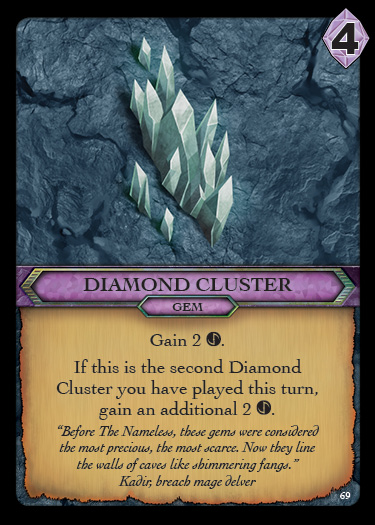 4
DIAMOND CLUSTER
GEM
Gain 2 .
If this is the second Diamond
Cluster you have played this turn,
gain an additional 2 .
“Before The Nameless, these gems were considered
the most precious, the most scarce. Now they line
the walls of caves like shimmering fangs.”
Kadir, breach mage delver
69